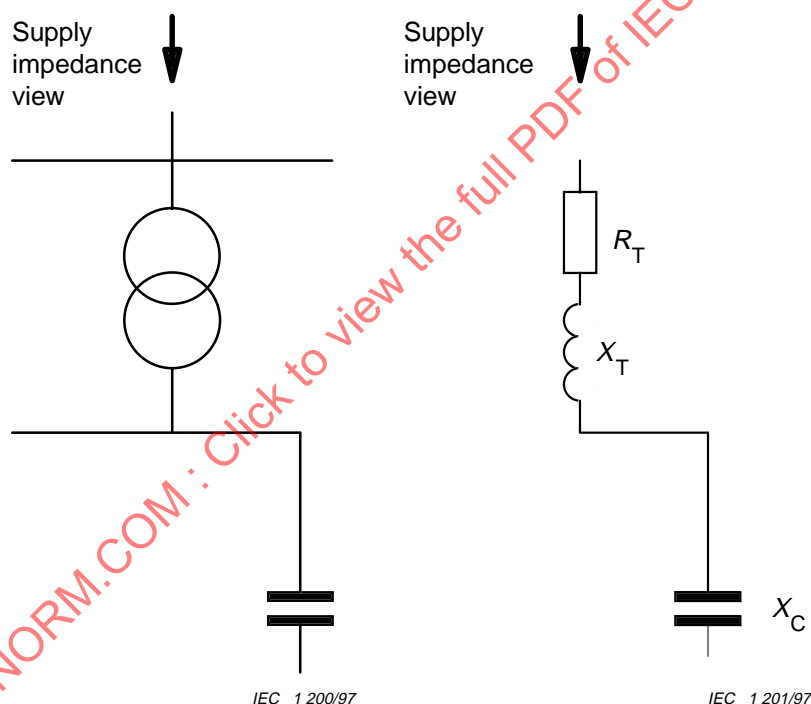 Supply
impedance
view
Supply
impedance
view
R_T
X_T
X_C
IEC 1 200/97
IEC 1 201/97
NORM.COM : Click to view the full PDF of IEC